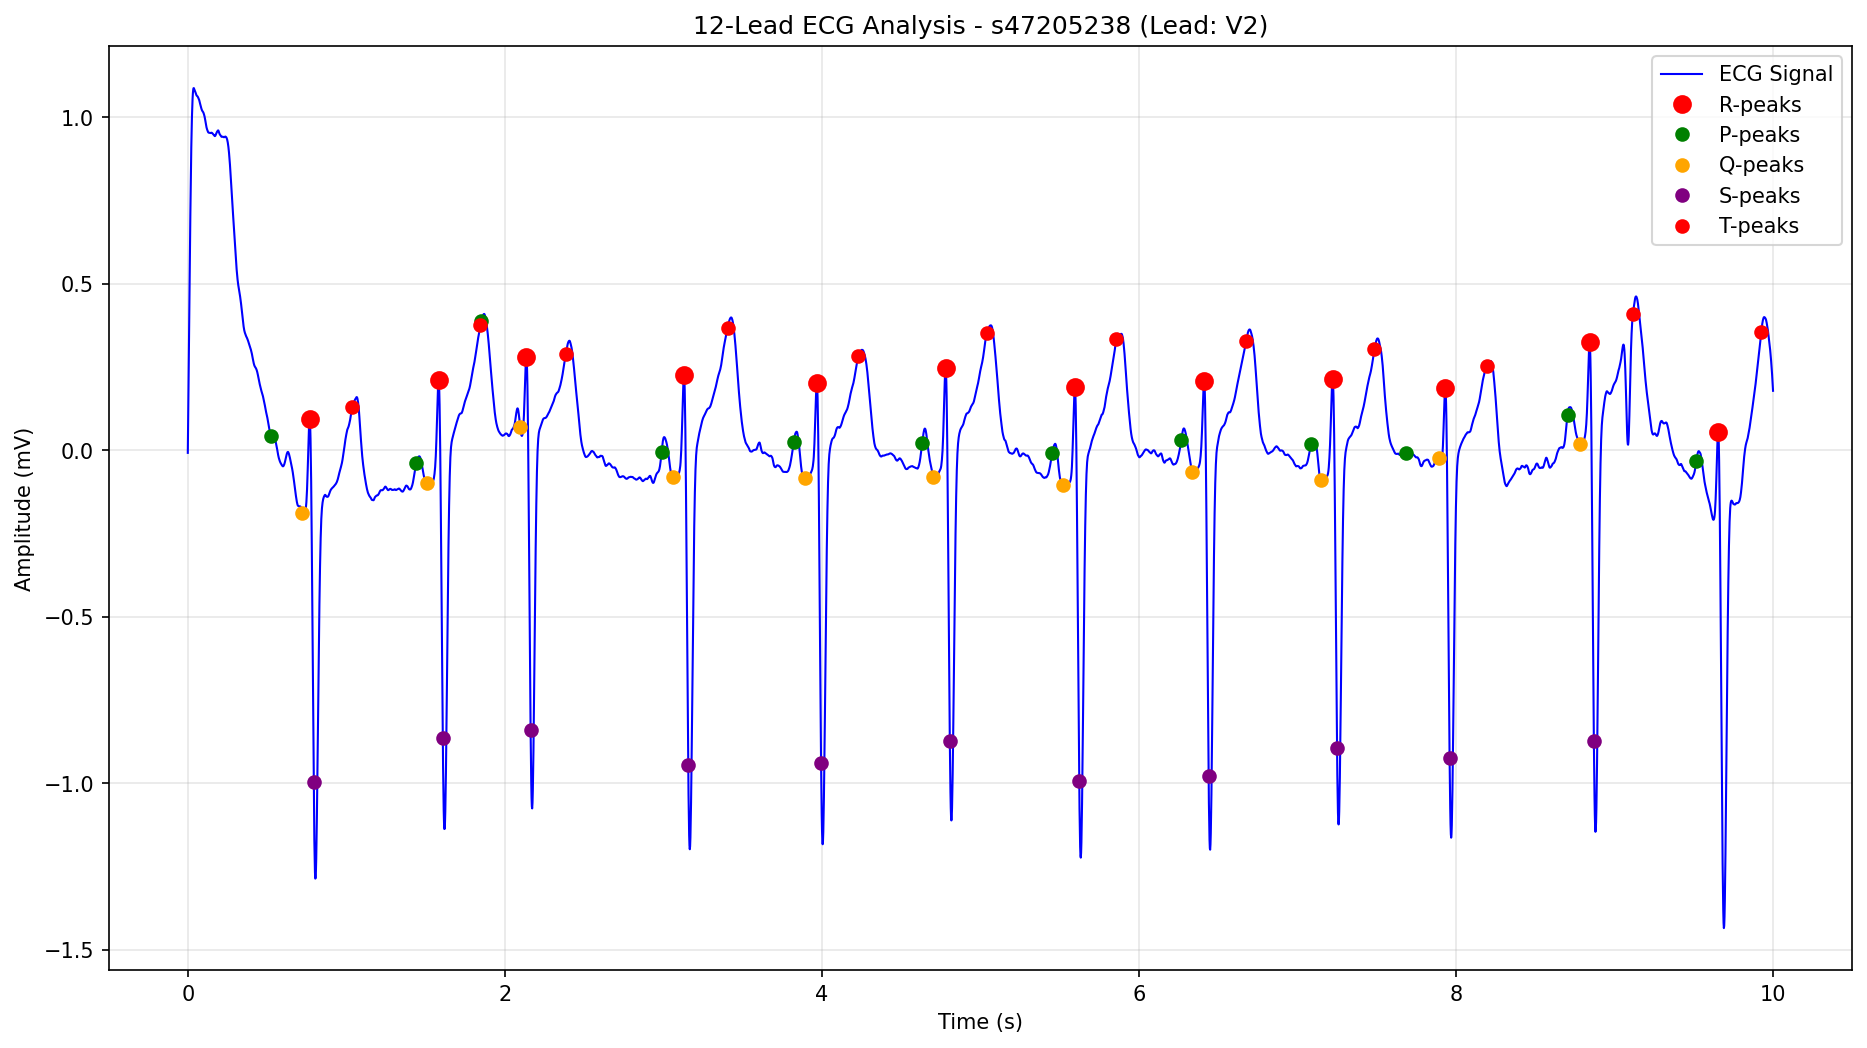 12-Lead ECG Analysis - s47205238 (Lead: V2)
ECG Signal
R-peaks
P-peaks
Q-peaks
S-peaks
T-peaks
Amplitude (mV)
1.0
0.5
0.0
−0.5
−1.0
−1.5
0 2 4 6 8 10
Time (s)